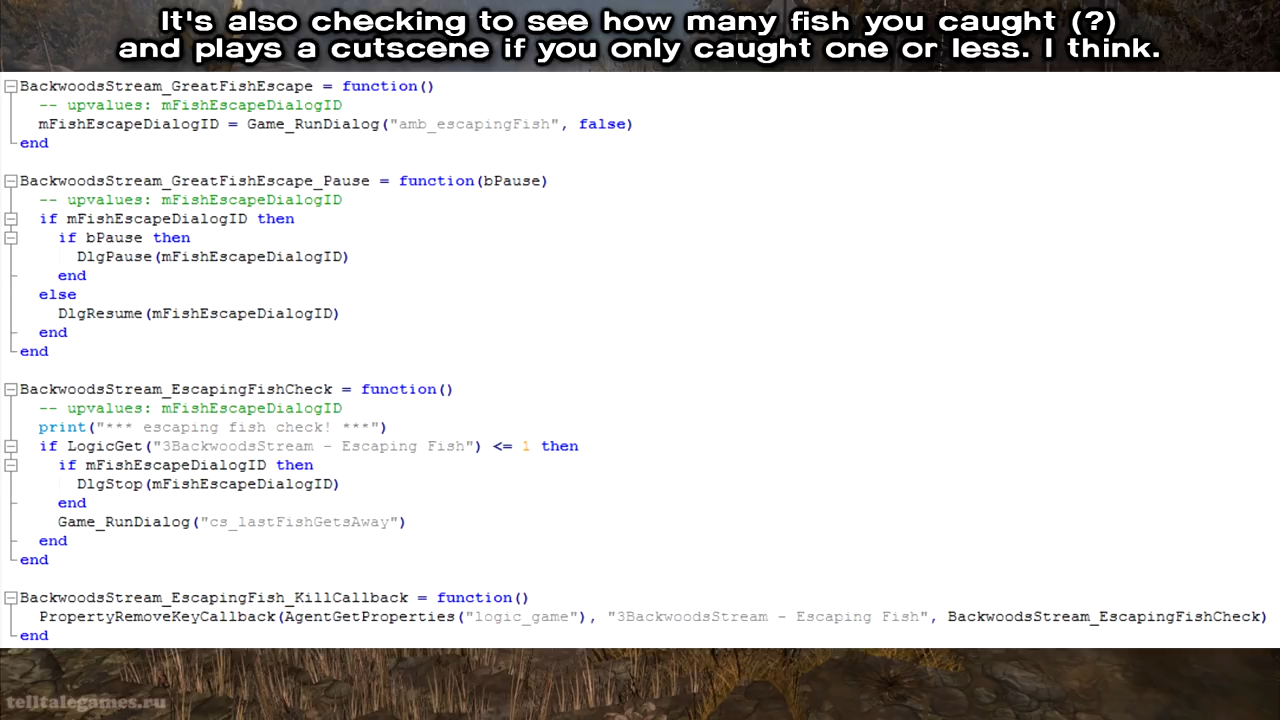 It's also checking to see how many fish you caught (?)
and plays a cutscene if you only caught one or less. I think.
BackwoodsStream_GreatFishEscape = function()
-- upvalues: mFishEscapeDialogID
mFishEscapeDialogID = Game_RunDialog("amb_escapingFish", false)
end
BackwoodsStream_GreatFishEscape_Pause = function(bPause)
-- upvalues: mFishEscapeDialogID
if mFishEscapeDialogID then
if bPause then
DlgPause(mFishEscapeDialogID)
end
else
DlgResume(mFishEscapeDialogID)
end
end
BackwoodsStream_EscapingFishCheck = function()
-- upvalues: mFishEscapeDialogID
print("*** escaping fish check! ***")
if LogicGet("3BackwoodsStream - Escaping Fish") <= 1 then
if mFishEscapeDialogID then
DlgStop(mFishEscapeDialogID)
end
Game_RunDialog("cs_lastFishGetsAway")
end
end
BackwoodsStream_EscapingFish_KillCallback = function()
PropertyRemoveKeyCallback(AgentGetProperties("logic_game"), "3BackwoodsStream - Escaping Fish", BackwoodsStream_EscapingFishCheck)
end
telltalegames.ru